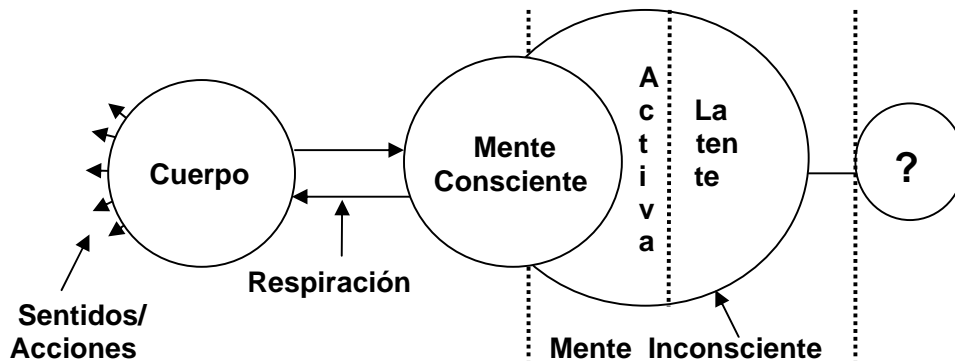 Cuerpo
Mente
Consciente
A
c
t
i
v
a
La
ten
te
?
Respiración
Sentidos/
Acciones
Mente Inconsciente